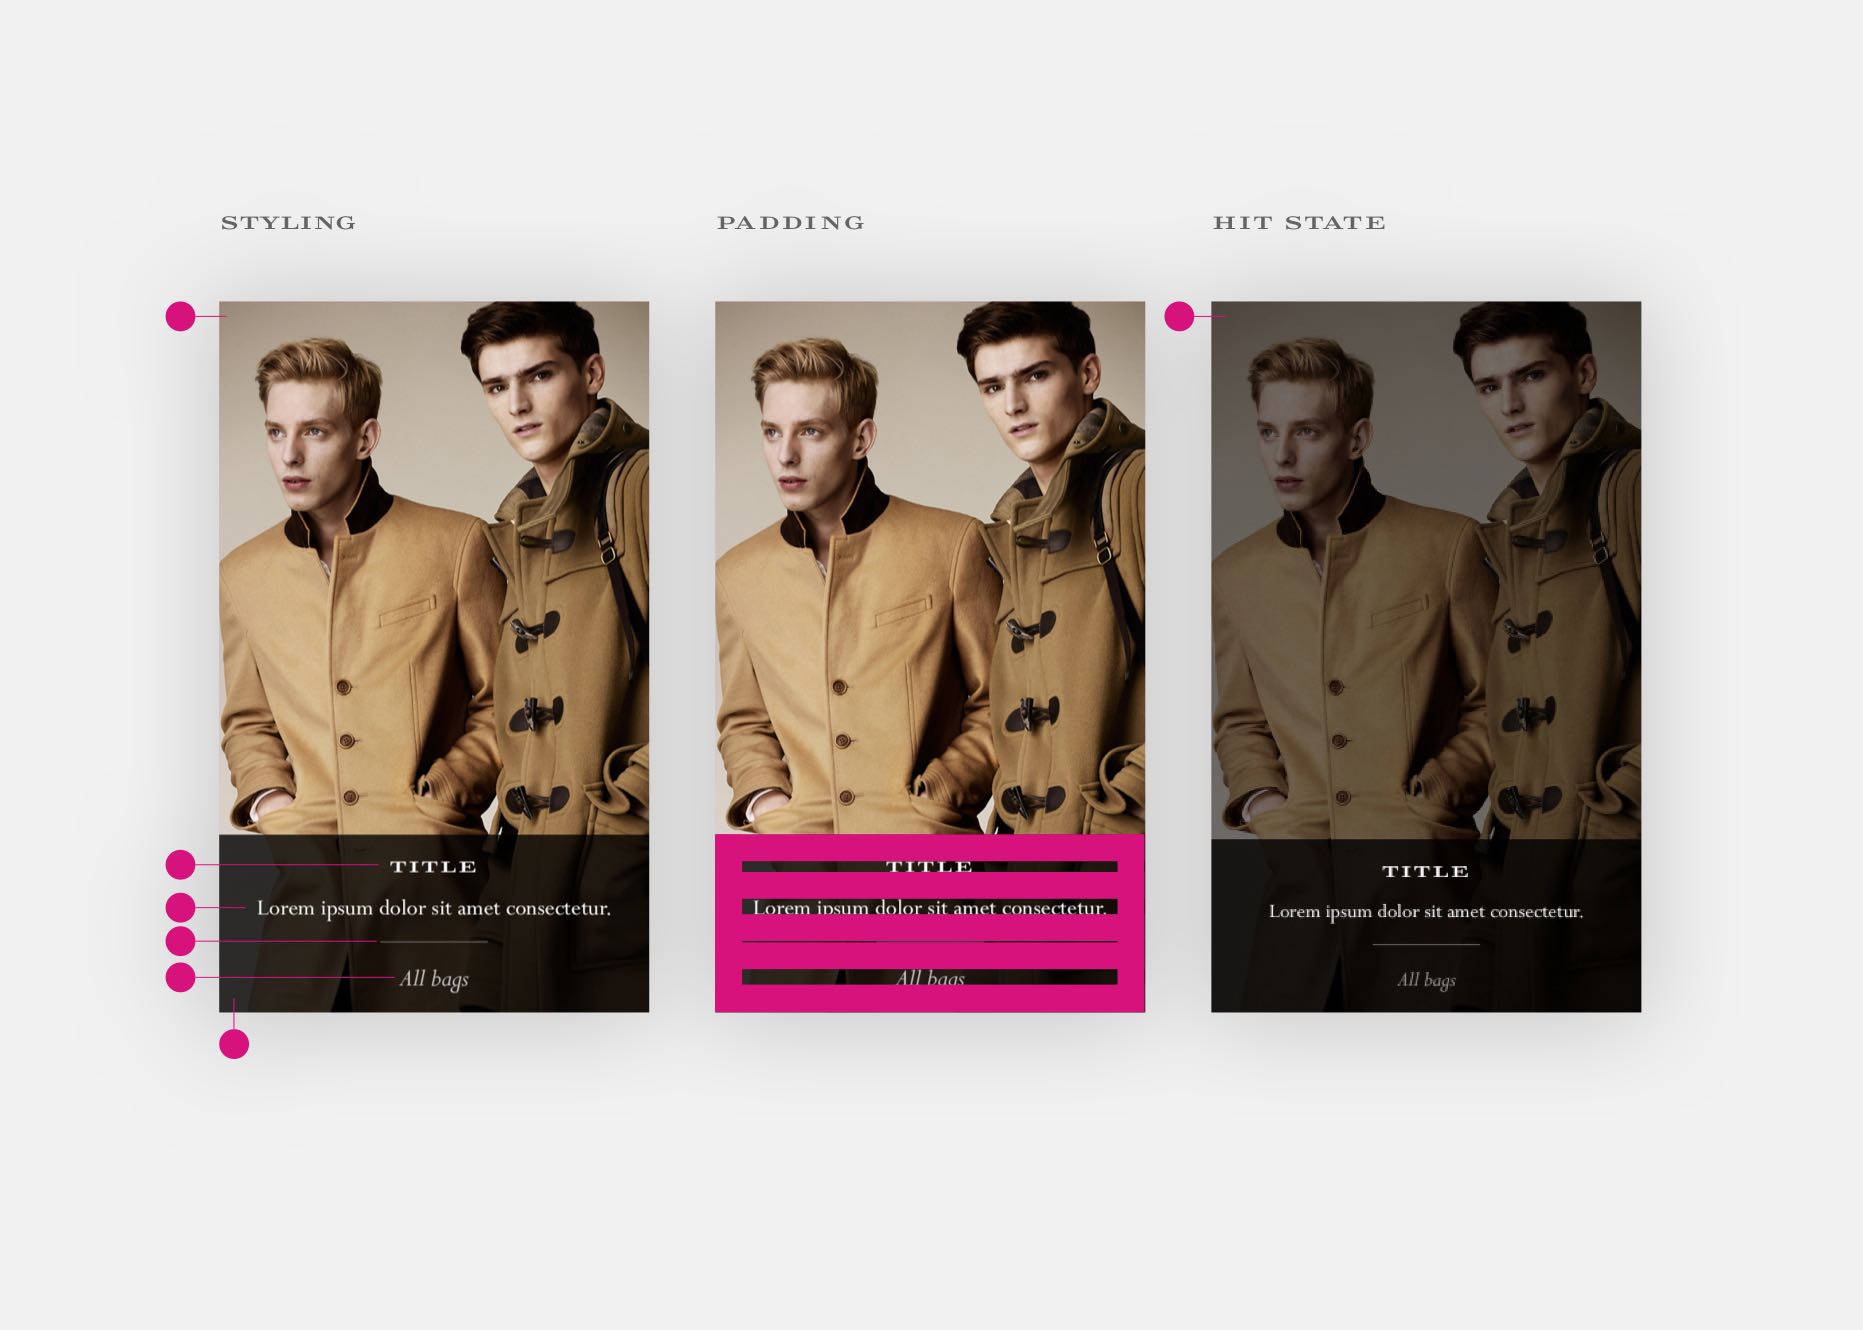 STYLING
PADDING
HIT STATE
TITLE
Lorem ipsum dolor sit amet consectetur.
All bags
TITLE
Lorem ipsum dolor sit amet consectetur.
All bags
TITLE
Lorem ipsum dolor sit amet consectetur.
All bags